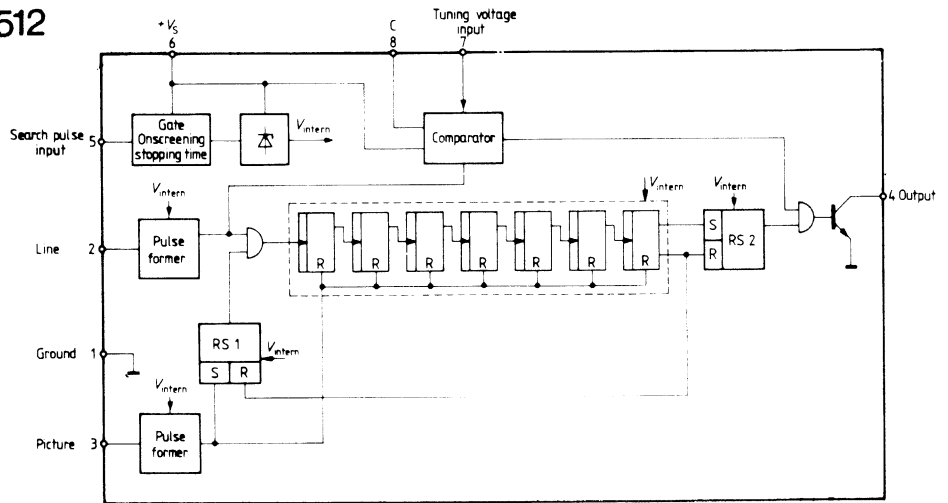 512
+VS
6
C
8
Tuning voltage
input
7
Search pulse
input
5
Gate
Onscreening
stopping time
Vintern
Comparator
Vintern
Line 2
Pulse
former
R
R
R
R
R
R
R
Vintern
Vintern
S
R
RS 2
4 Output
Ground 1
RS 1
S
R
Vintern
Vintern
Picture 3
Pulse
former